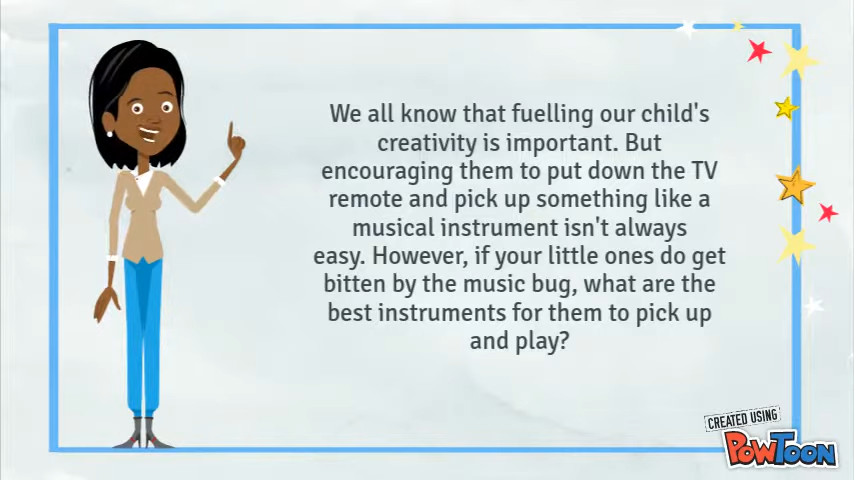 We all know that fuelling our child's
creativity is important. But
encouraging them to put down the TV
remote and pick up something like a
musical instrument isn't always
easy. However, if your little ones do get
bitten by the music bug, what are the
best instruments for them to pick up
and play?
CREATED USING
POWTOON